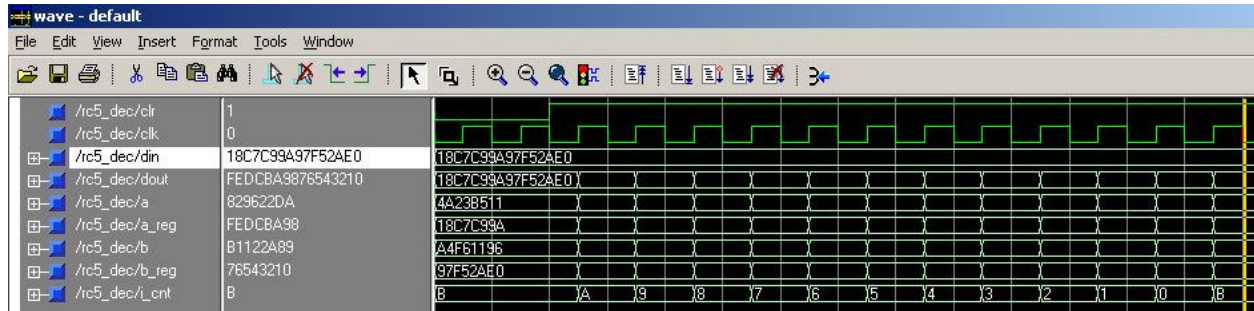 wave - default
File Edit View Insert Format Tools Window
/rc5_dec/clr 1
/rc5_dec/clk 0
/rc5_dec/din 18C7C99A97F52AE0 18C7C99A97F52AE0
/rc5_dec/dout FEDCBA9876543210 18C7C99A97F52AE0
/rc5_dec/a 829622DA 4A23B511
/rc5_dec/a_reg FEDCBA98 18C7C99A
/rc5_dec/b B1122A89 A4F61196
/rc5_dec/b_reg 76543210 97F52AE0
/rc5_dec/i_cnt B B A 9 8 7 6 5 4 3 2 1 0 B